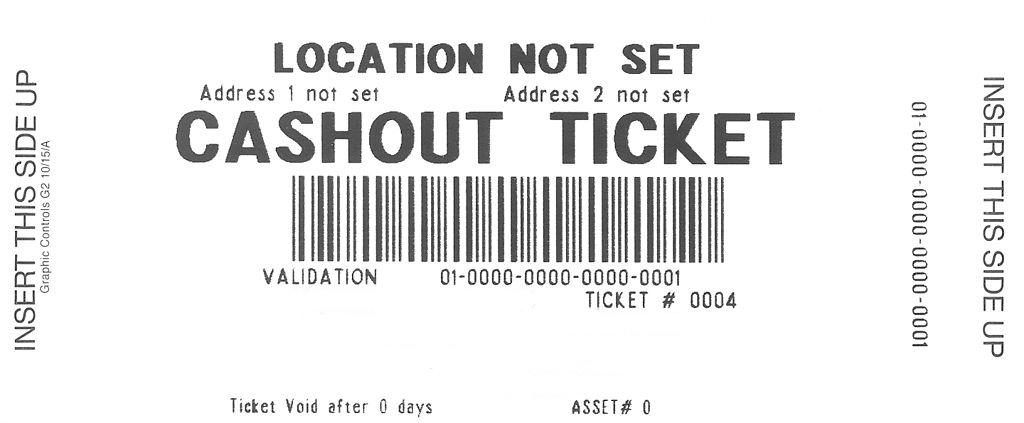 INSERT THIS SIDE UP
Graphic Controls G2 10/15/A
LOCATION NOT SET
Address 1 not set Address 2 not set
CASHOUT TICKET
VALIDATION 01-0000-0000-0000-0001
TICKET # 0004
Ticket Void after 0 days ASSET# 0
01-0000-0000-0000-0001
INSERT THIS SIDE UP